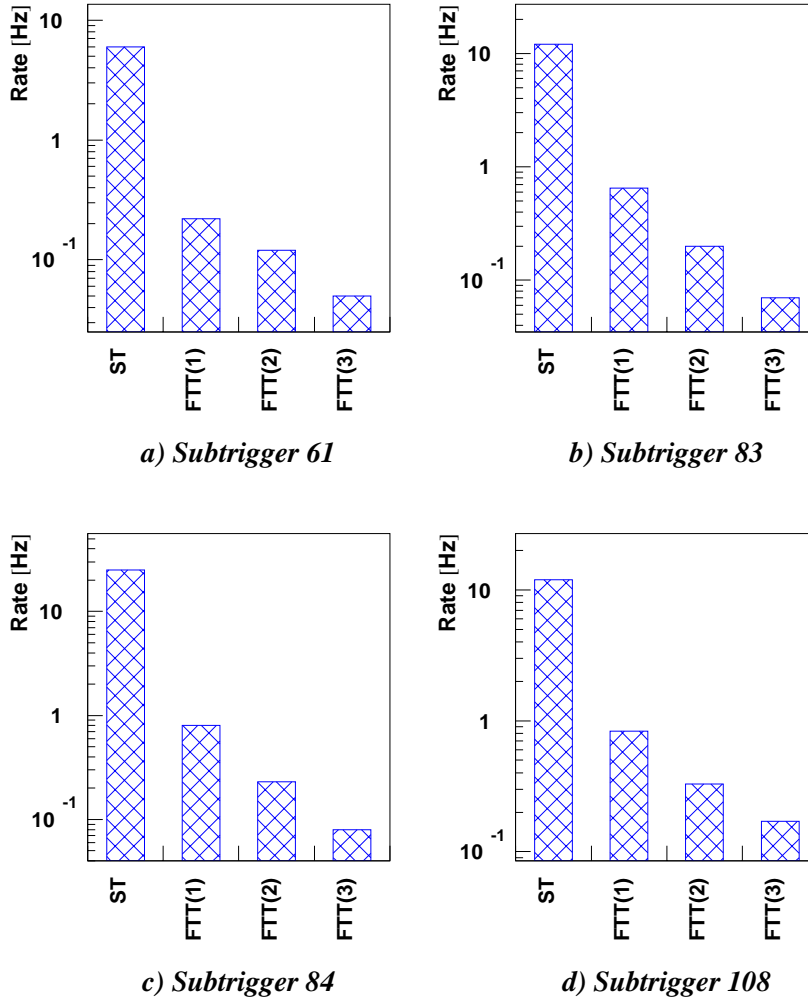 Rate [Hz]
10
1
10 -1
ST
FTT(1)
FTT(2)
FTT(3)
a) Subtrigger 61
Rate [Hz]
10
1
10 -1
ST
FTT(1)
FTT(2)
FTT(3)
b) Subtrigger 83
Rate [Hz]
10
1
10 -1
ST
FTT(1)
FTT(2)
FTT(3)
c) Subtrigger 84
Rate [Hz]
10
1
10 -1
ST
FTT(1)
FTT(2)
FTT(3)
d) Subtrigger 108